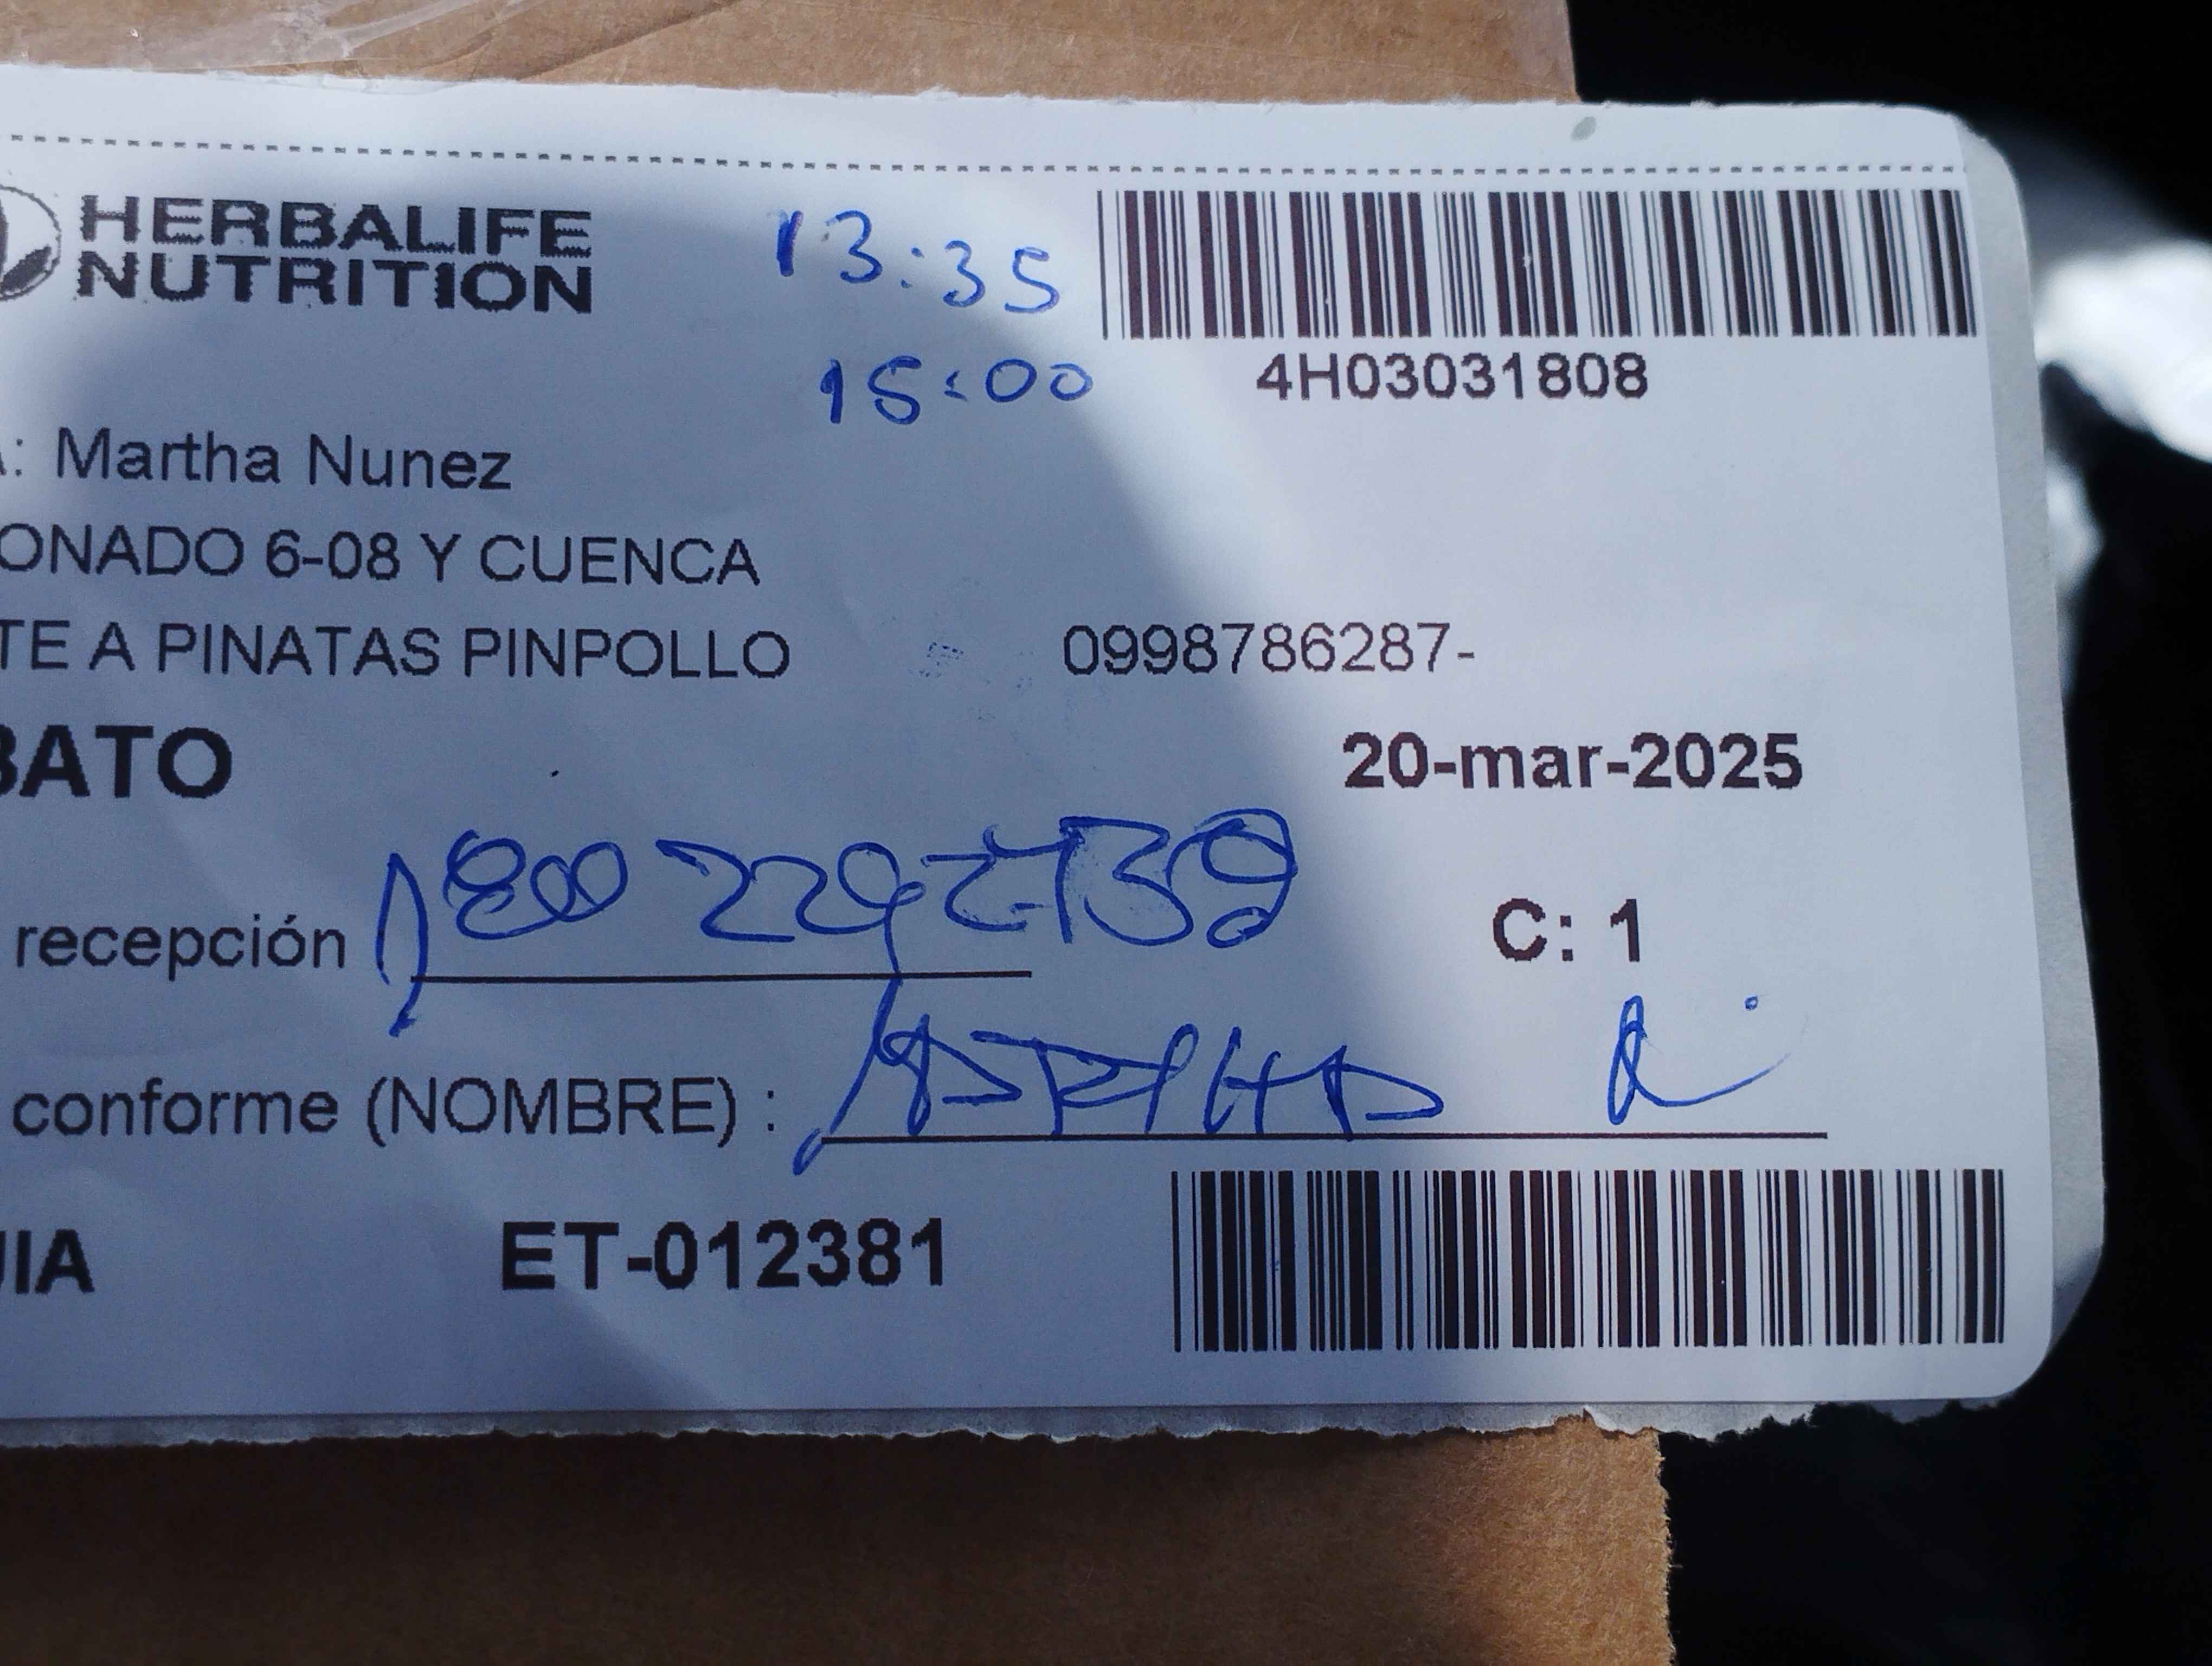 HERBALIFE
NUTRITION
13:35
15:00
4H03031808
: Martha Nunez
ONADO 6-08 Y CUENCA
TE A PINATAS PINPOLLO 0998786287-
BATO
20-mar-2025
recepción
C: 1
conforme (NOMBRE) :
UIA ET-012381